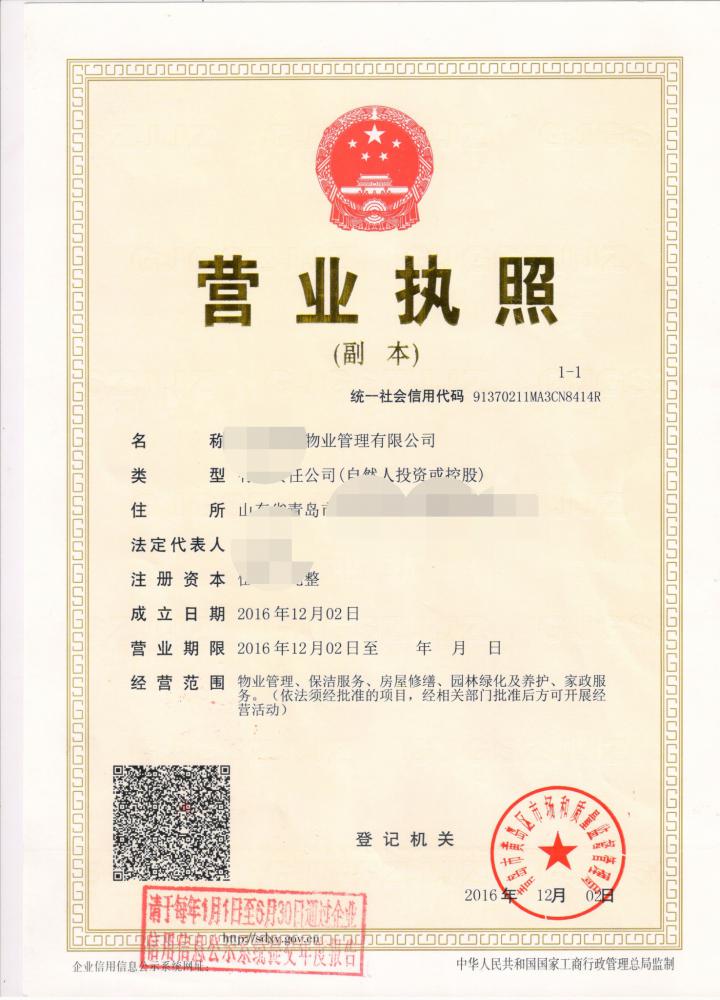 营业执照
(副 本)
1-1
统一社会信用代码 91370211MA3CN8414R
名 称 物业管理有限公司
类 型 任公司(自然人投资或控股)
住 所 山东省青岛市
法定代表人
注册资本 整
成立日期 2016年12月02日
营业期限 2016年12月02日至 年 月 日
经营范围 物业管理、保洁服务、房屋修缮、园林绿化及养护、家政服
务。(依法须经批准的项目，经相关部门批准后方可开展经
营活动)
登记机关
青岛市黄岛区市场和质量监督管理局
2016年 12月 02日
请于每年1月1日至6月30日通过企业
信用信息公示系统提交年度报告
http://sdxy.gov.cn
企业信用信息公示系统网址:
中华人民共和国国家工商行政管理总局监制